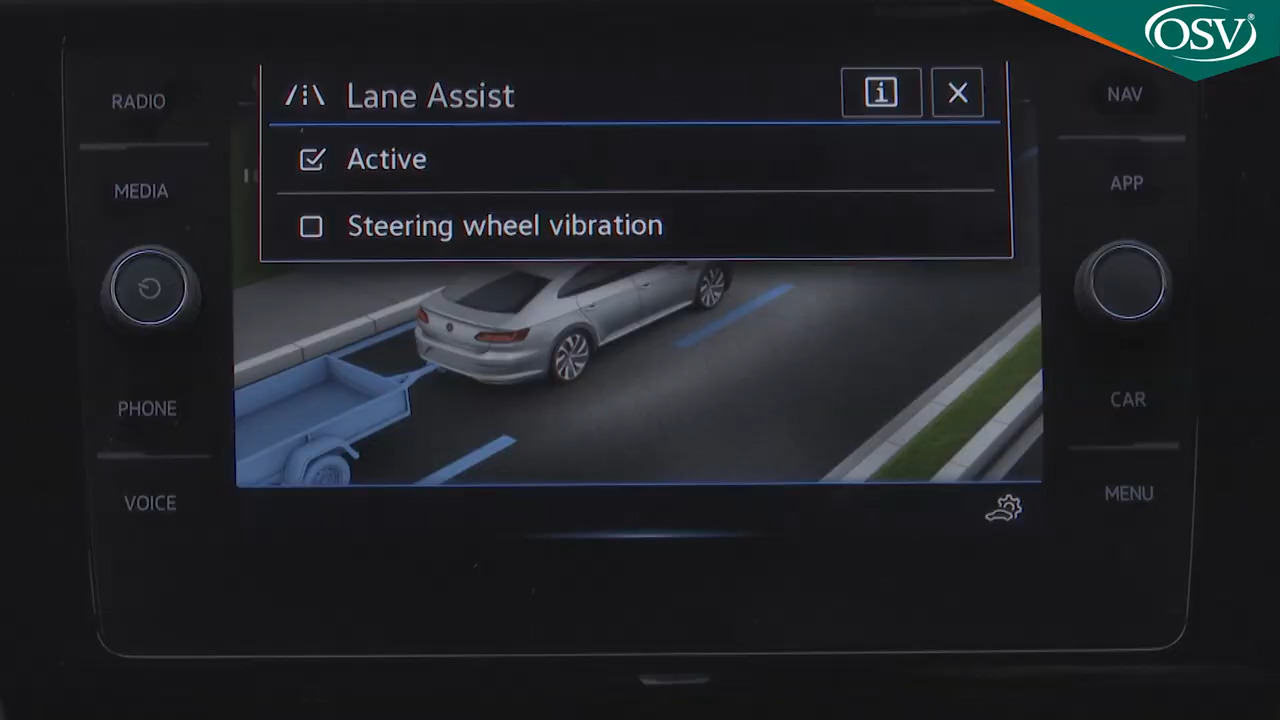 OSV®
RADIO
MEDIA
PHONE
VOICE
Lane Assist
i
Active
Steering wheel vibration
NAV
APP
CAR
MENU